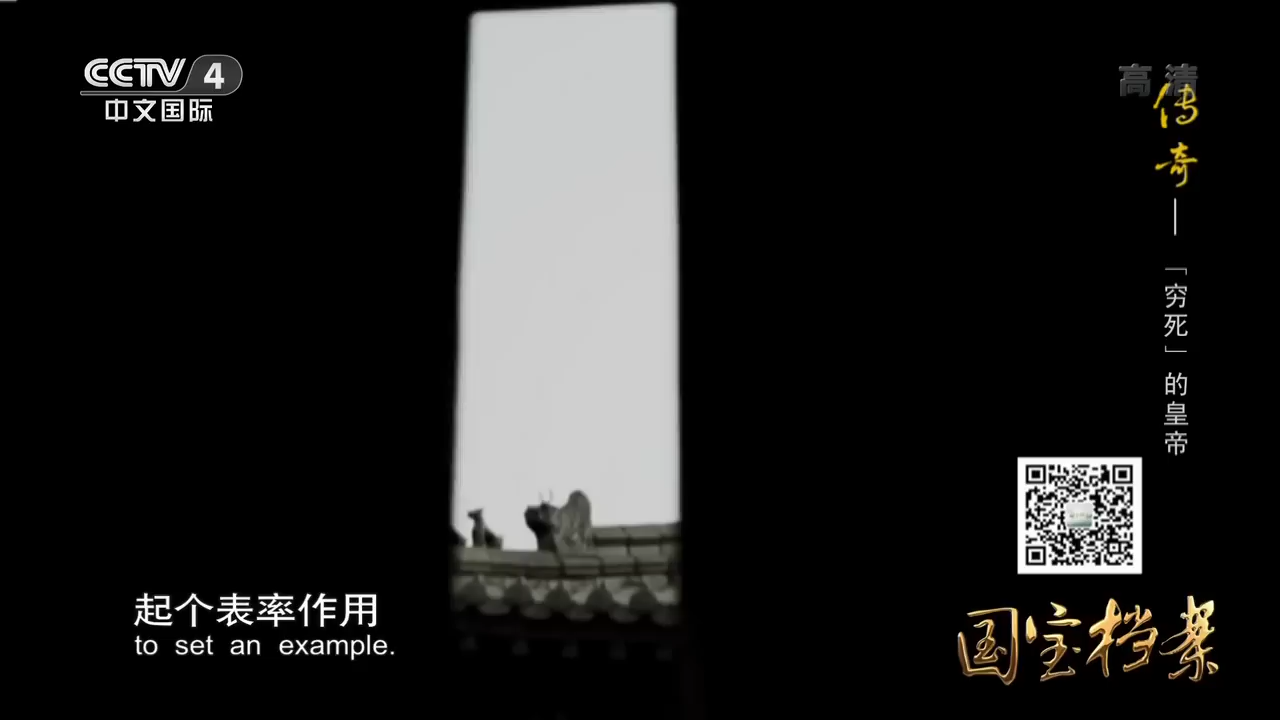 CCTV 4
中文国际
高清
传奇
—「穷死」的皇帝
起个表率作用
to set an example.
国宝档案